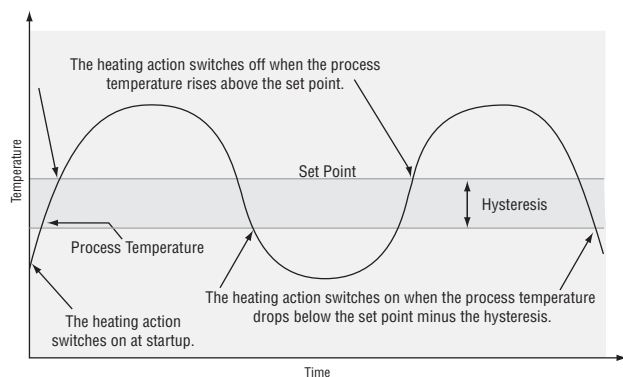 The heating action switches off when the process
temperature rises above the set point.
Temperature
Set Point
Hysteresis
Process Temperature
The heating action switches on when the process temperature
drops below the set point minus the hysteresis.
The heating action
switches on at startup.
Time